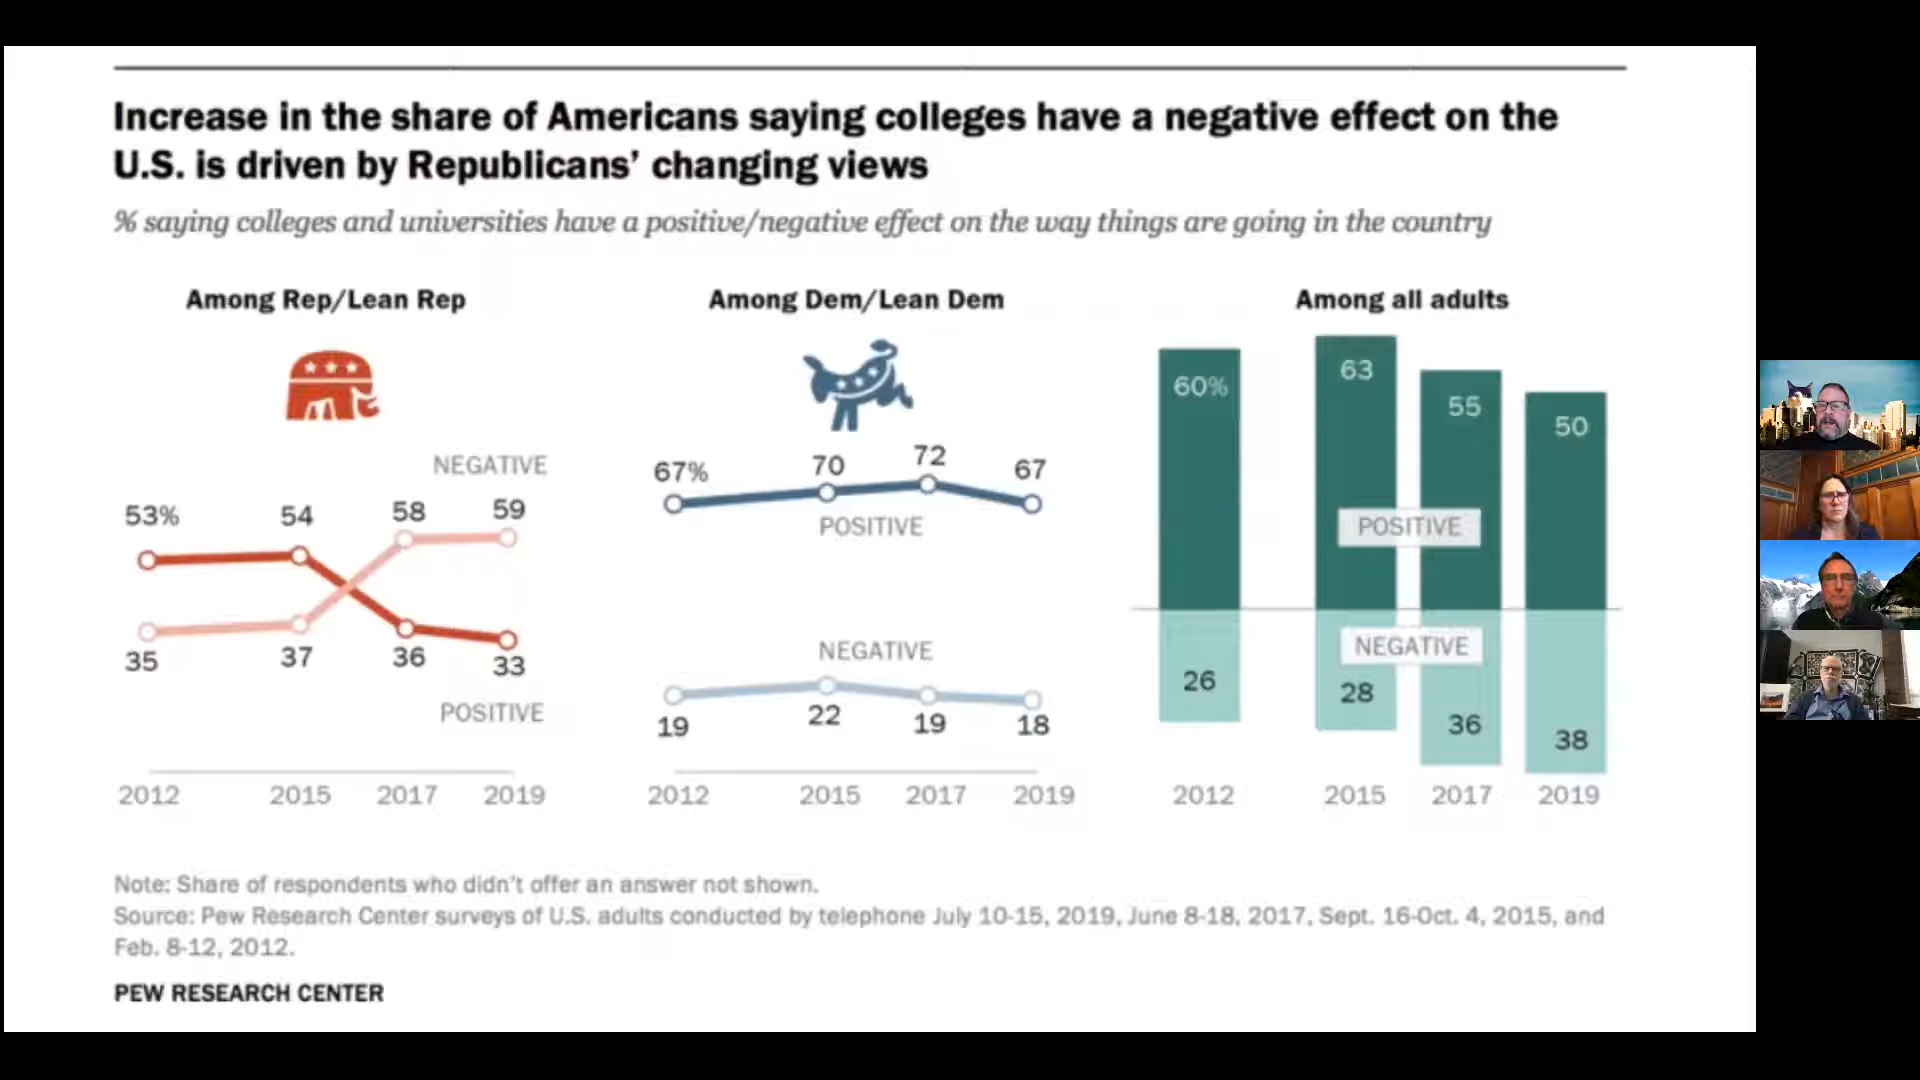 Increase in the share of Americans saying colleges have a negative effect on the
U.S. is driven by Republicans’ changing views
% saying colleges and universities have a positive/negative effect on the way things are going in the country
Among Rep/Lean Rep
NEGATIVE
53%
54
58
59
35
37
36
33
POSITIVE
2012
2015
2017
2019
Among Dem/Lean Dem
67%
70
72
67
POSITIVE
NEGATIVE
19
22
19
18
2012
2015
2017
2019
Among all adults
60%
63
55
50
POSITIVE
NEGATIVE
26
28
36
38
2012
2015
2017
2019
Note: Share of respondents who didn’t offer an answer not shown.
Source: Pew Research Center surveys of U.S. adults conducted by telephone July 10-15, 2019, June 8-18, 2017, Sept. 16-Oct. 4, 2015, and
Feb. 8-12, 2012.
PEW RESEARCH CENTER